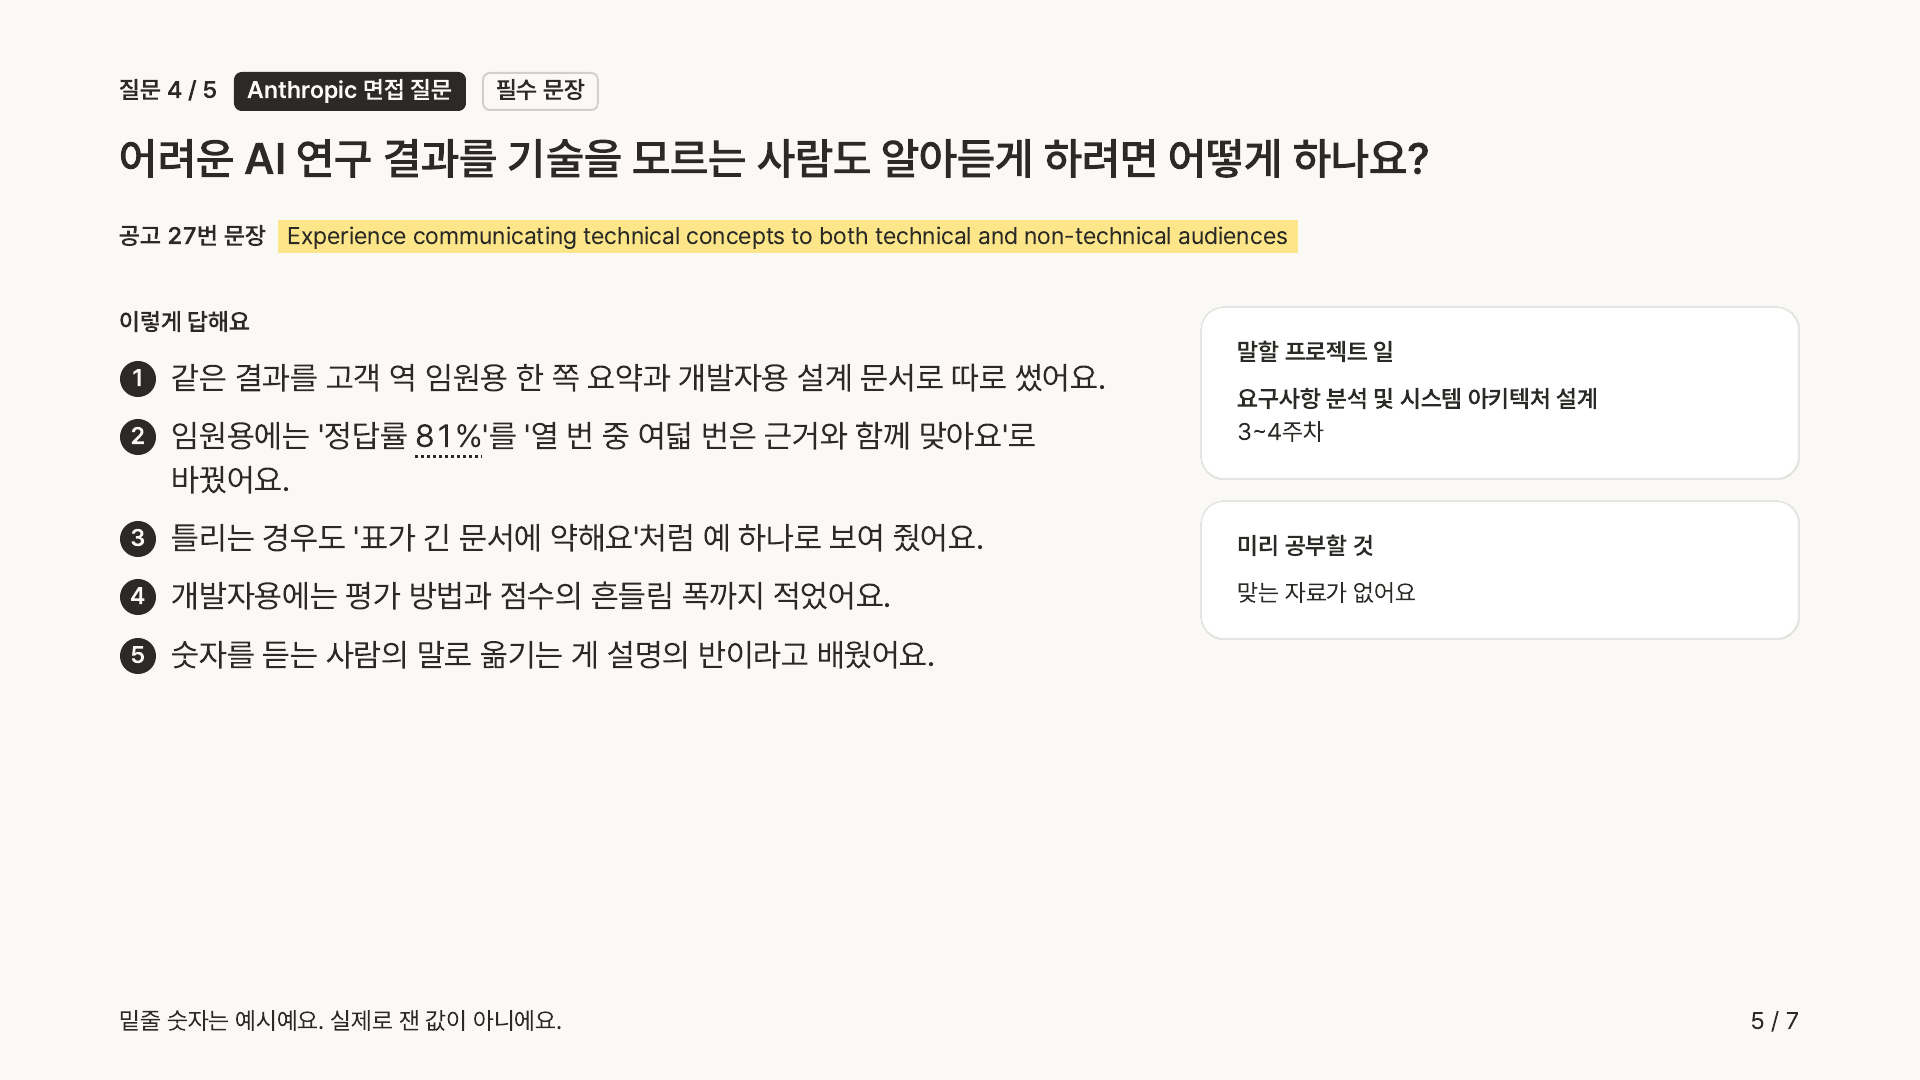 질문 4 / 5 Anthropic 면접 질문 필수 문장
어려운 AI 연구 결과를 기술을 모르는 사람도 알아듣게 하려면 어떻게 하나요?
공고 27번 문장 Experience communicating technical concepts to both technical and non-technical audiences
이렇게 답해요
1 같은 결과를 고객 역 임원용 한 쪽 요약과 개발자용 설계 문서로 따로 썼어요.
2 임원용에는 '정답률 81%'를 '열 번 중 여덟 번은 근거와 함께 맞아요'로
바꿨어요.
3 틀리는 경우도 '표가 긴 문서에 약해요'처럼 예 하나로 보여 줬어요.
4 개발자용에는 평가 방법과 점수의 흔들림 폭까지 적었어요.
5 숫자를 듣는 사람의 말로 옮기는 게 설명의 반이라고 배웠어요.
말할 프로젝트 일
요구사항 분석 및 시스템 아키텍처 설계
3~4주차
미리 공부할 것
맞는 자료가 없어요
밑줄 숫자는 예시예요. 실제로 잰 값이 아니에요.
5 / 7